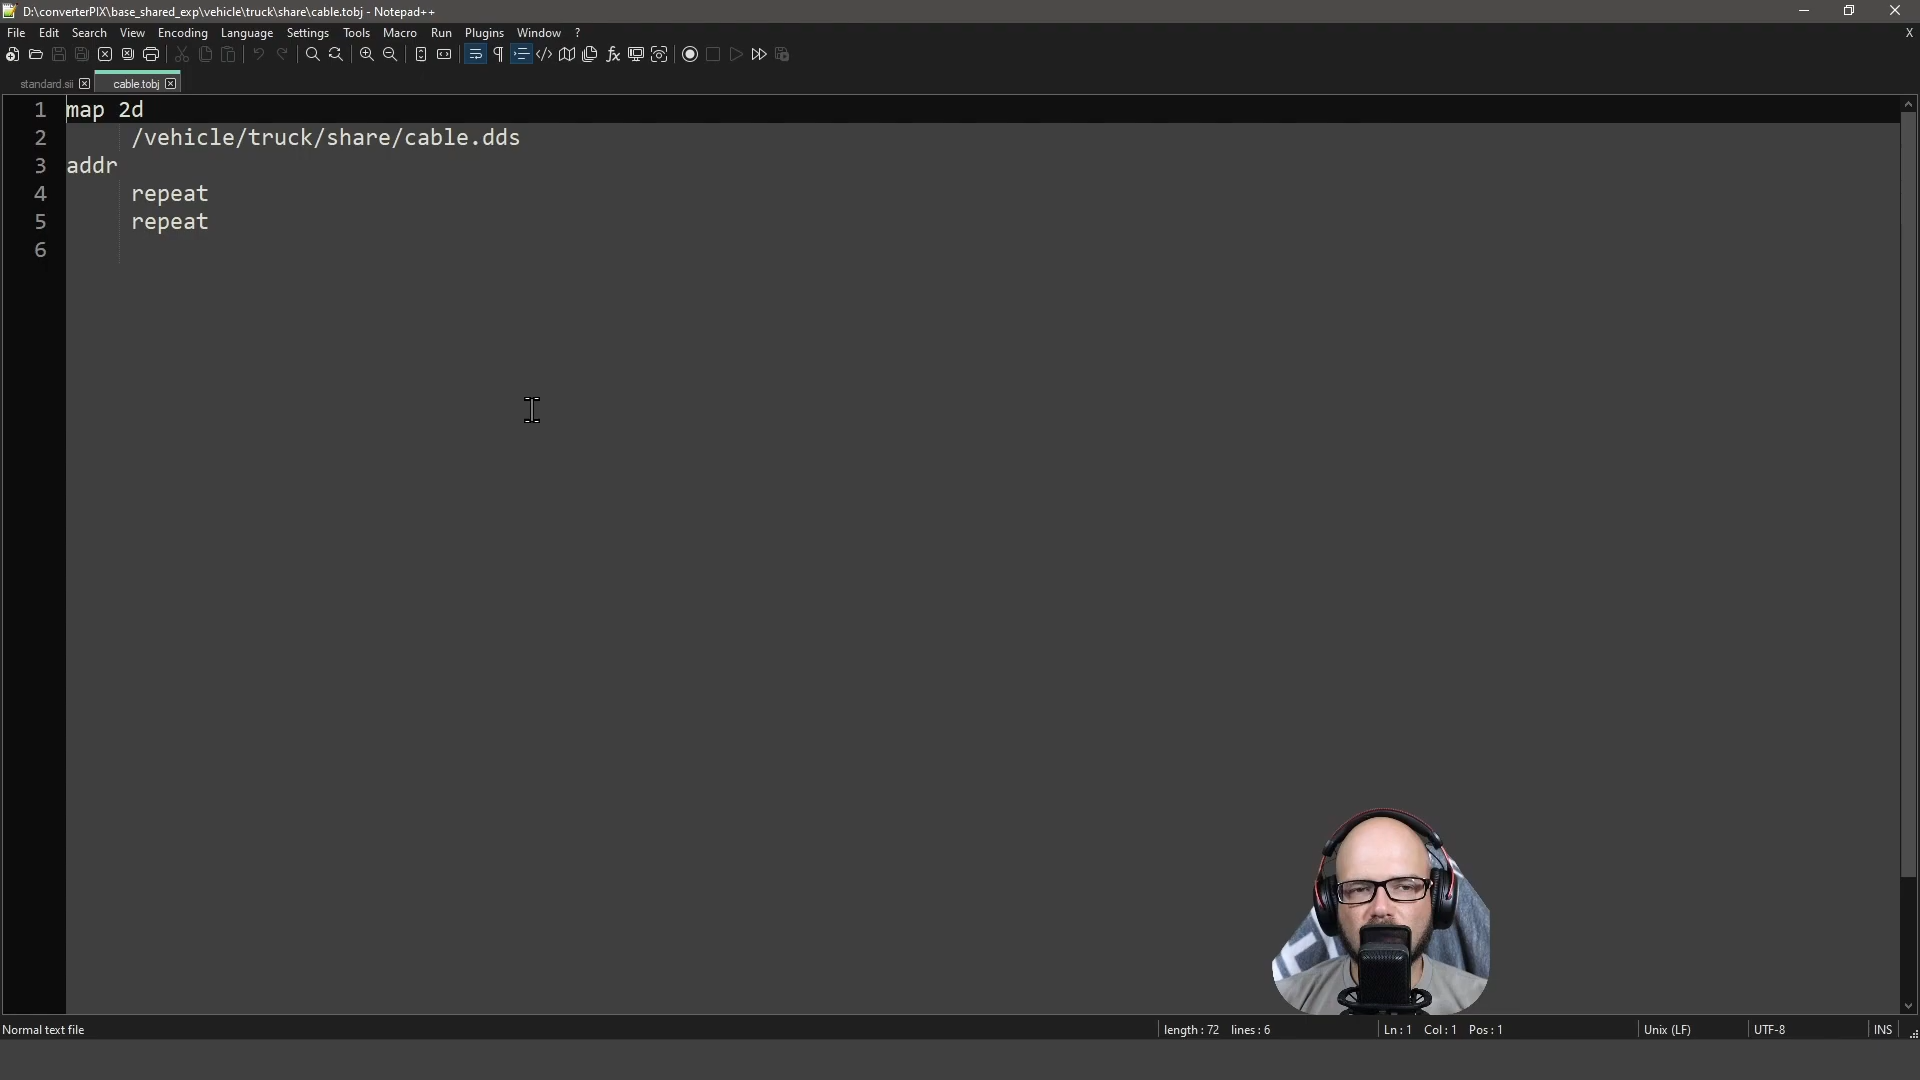 D:\converterPIX\base_shared_exp\vehicle\truck\share\cable.tobj - Notepad++
File Edit Search View Encoding Language Settings Tools Macro Run Plugins Window ? X
standard.sii cable.tobj
1 map 2d
2 /vehicle/truck/share/cable.dds
3 addr
4 repeat
5 repeat
6
Normal text file length : 72 lines : 6 Ln : 1 Col : 1 Pos : 1 Unix (LF) UTF-8 INS